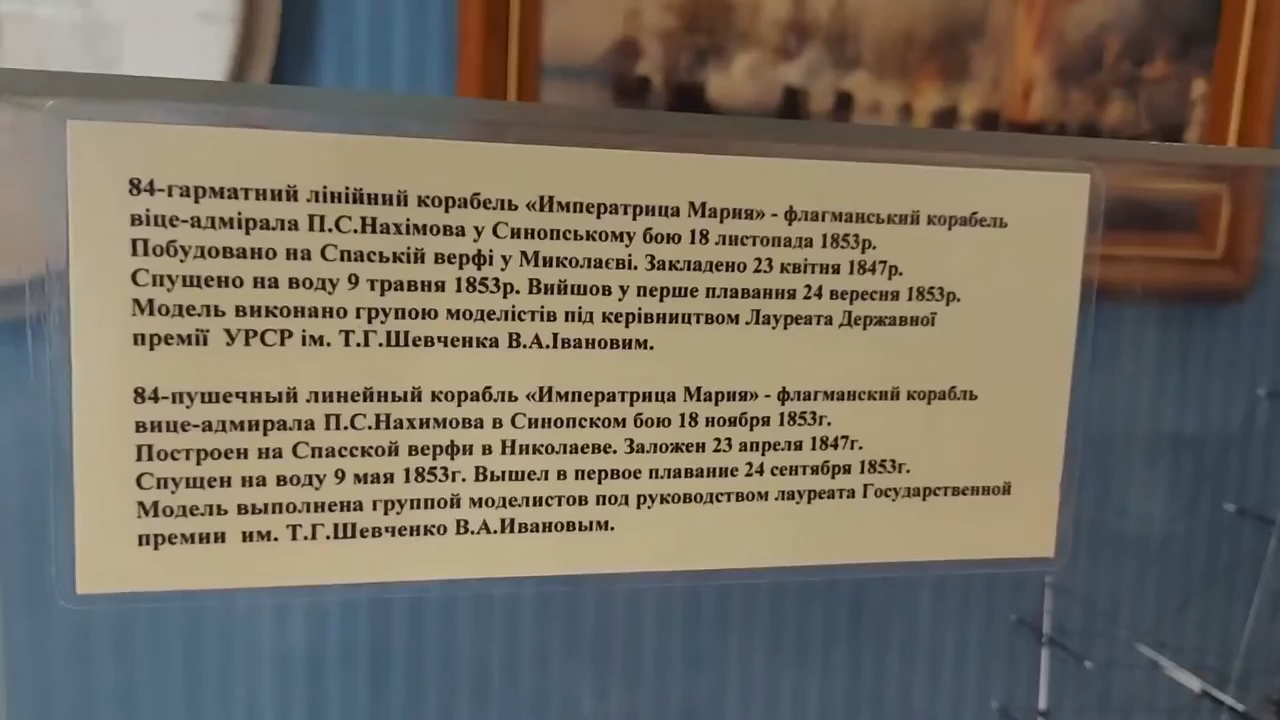 84-гарматний лінійний корабель «Императрица Мария» - флагманський корабель
віце-адмірала П.С.Нахімова у Синопському бою 18 листопада 1853р.
Побудовано на Спаській верфі у Миколаєві. Закладено 23 квітня 1847р.
Спущено на воду 9 травня 1853р. Вийшов у перше плавання 24 вересня 1853р.
Модель виконано групою моделістів під керівництвом Лауреата Державної
премії УРСР ім. Т.Г.Шевченка В.А.Івановим.
84-пушечный линейный корабль «Императрица Мария» - флагманский корабль
вице-адмирала П.С.Нахимова в Синопском бою 18 ноября 1853г.
Построен на Спасской верфи в Николаеве. Заложен 23 апреля 1847г.
Спущен на воду 9 мая 1853г. Вышел в первое плавание 24 сентября 1853г.
Модель выполнена группой моделистов под руководством лауреата Государственной
премии им. Т.Г.Шевченко В.А.Ивановым.